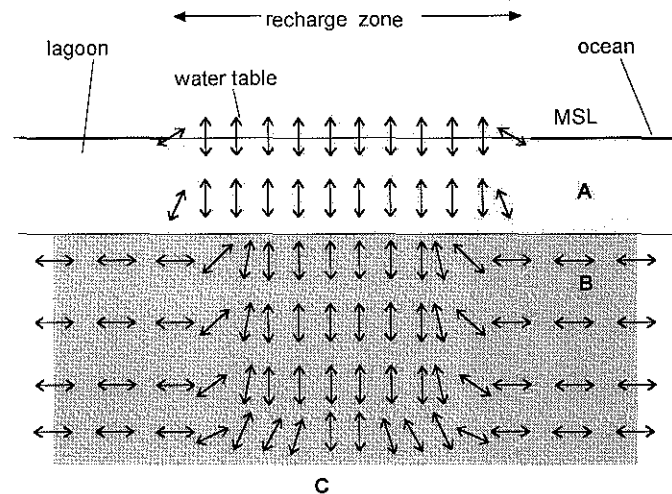 recharge zone
lagoon
ocean
water table
MSL
A
B
C